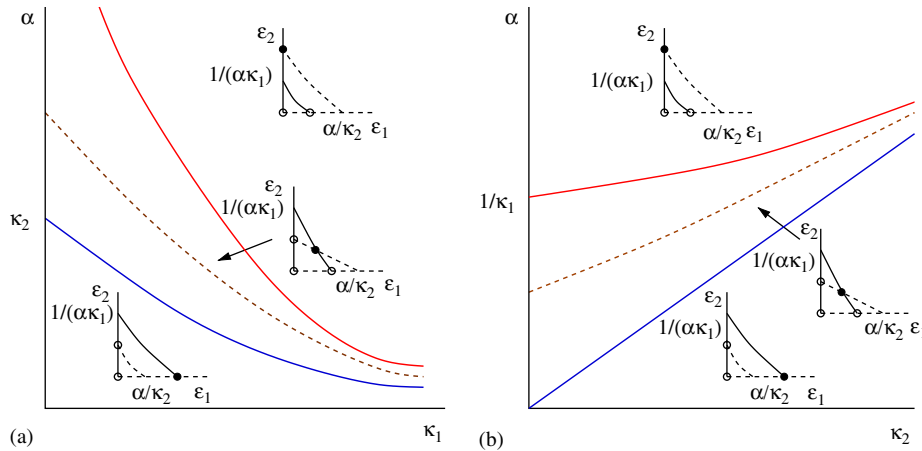 α
κ2
ε2
1/(ακ1)
α/κ2 ε1
ε2
1/(ακ1)
α/κ2 ε1
ε2
1/(ακ1)
α/κ2 ε1
κ1
(a)
α
1/κ1
ε2
1/(ακ1)
α/κ2 ε1
ε2
1/(ακ1)
α/κ2 ε
ε2
1/(ακ1)
α/κ2 ε1
κ2
(b)